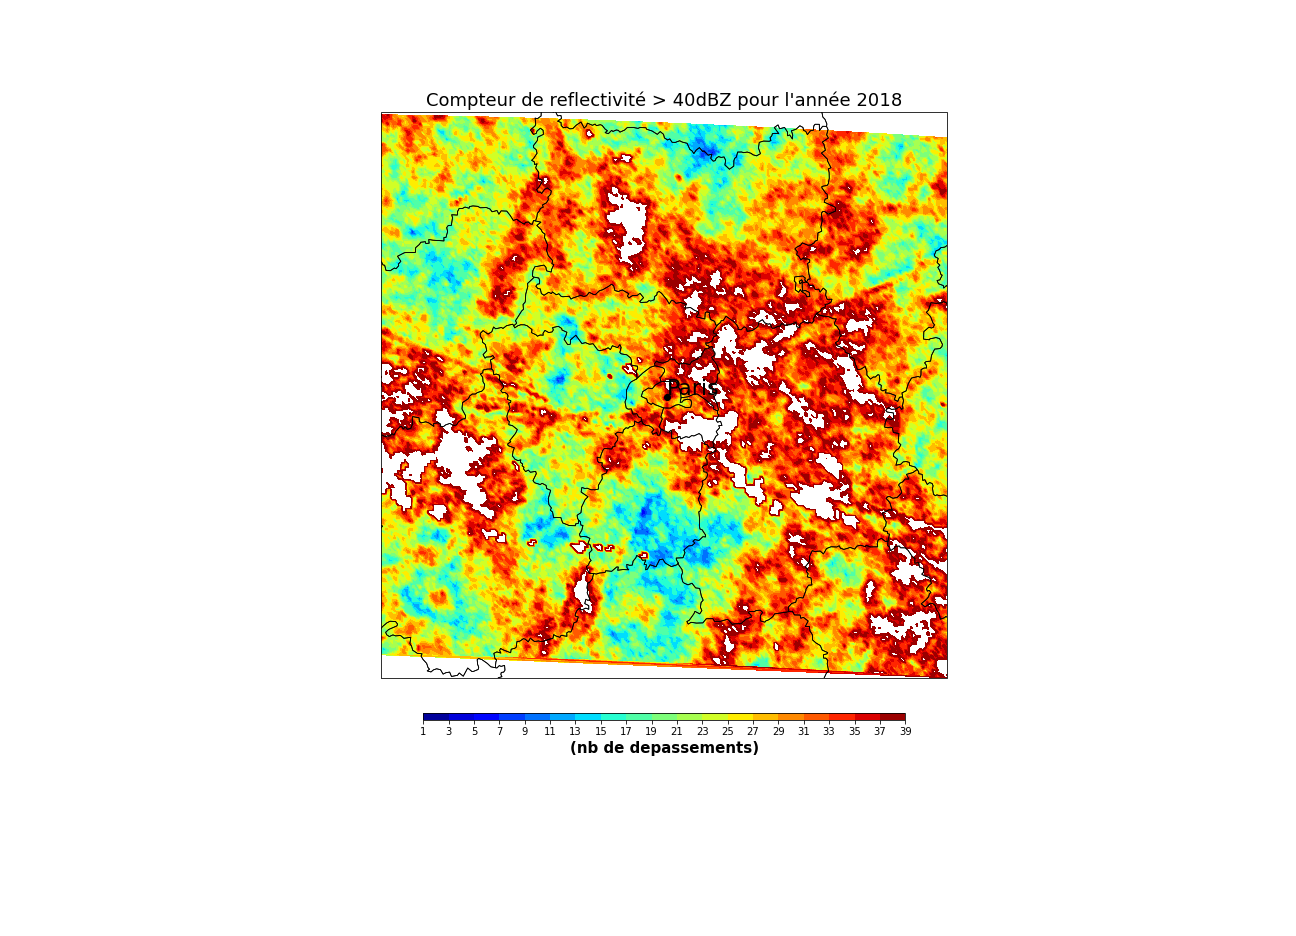 Compteur de reflectivité > 40dBZ pour l'année 2018
Paris
1 3 5 7 9 11 13 15 17 19 21 23 25 27 29 31 33 35 37 39
(nb de depassements)